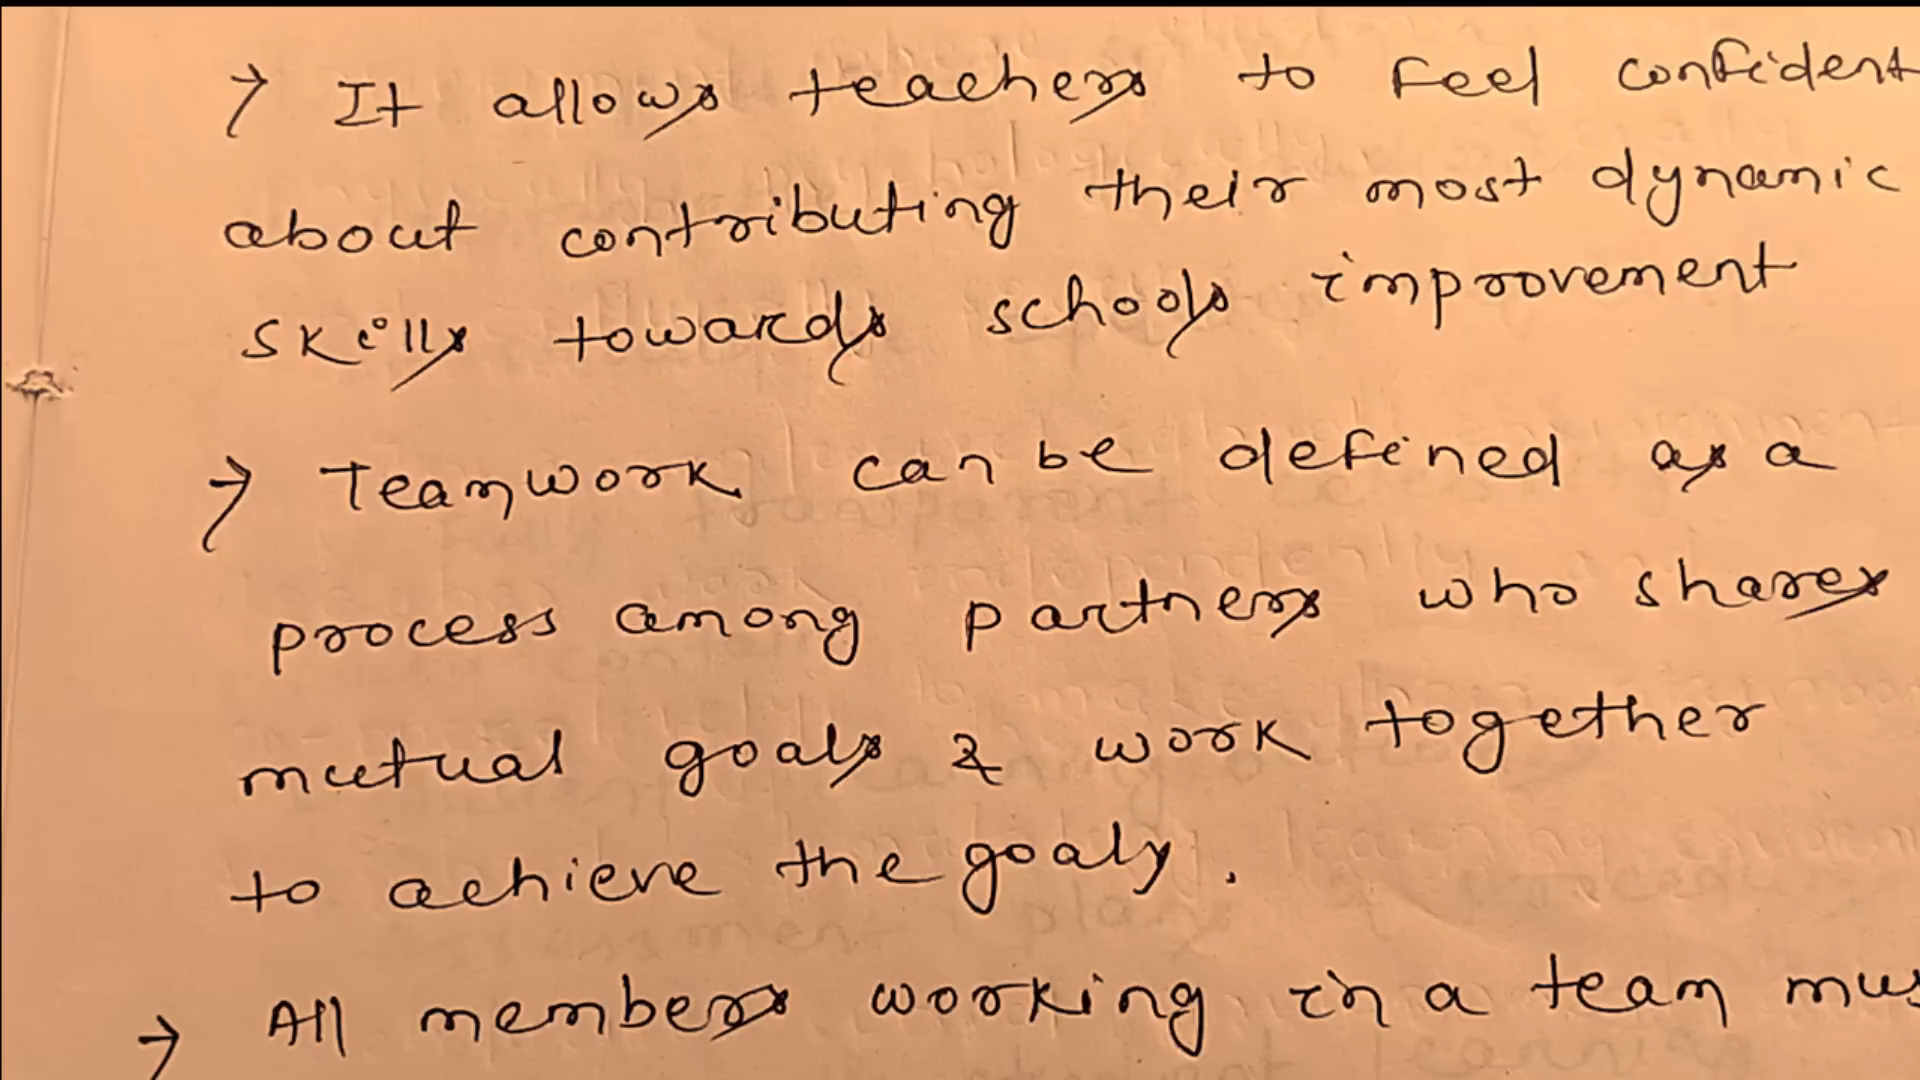 → It allows teachers to feel confident
about contributing their most dynamic
skills towards schools improvement
→ Teamwork can be defined as a
process among partners who shares
mutual goals & work together
to achieve the goals.
→ All members working in a team mus